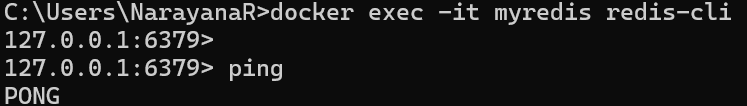 C:\Users\NarayanaR>docker exec -it myredis redis-cli
127.0.0.1:6379>
127.0.0.1:6379> ping
PONG